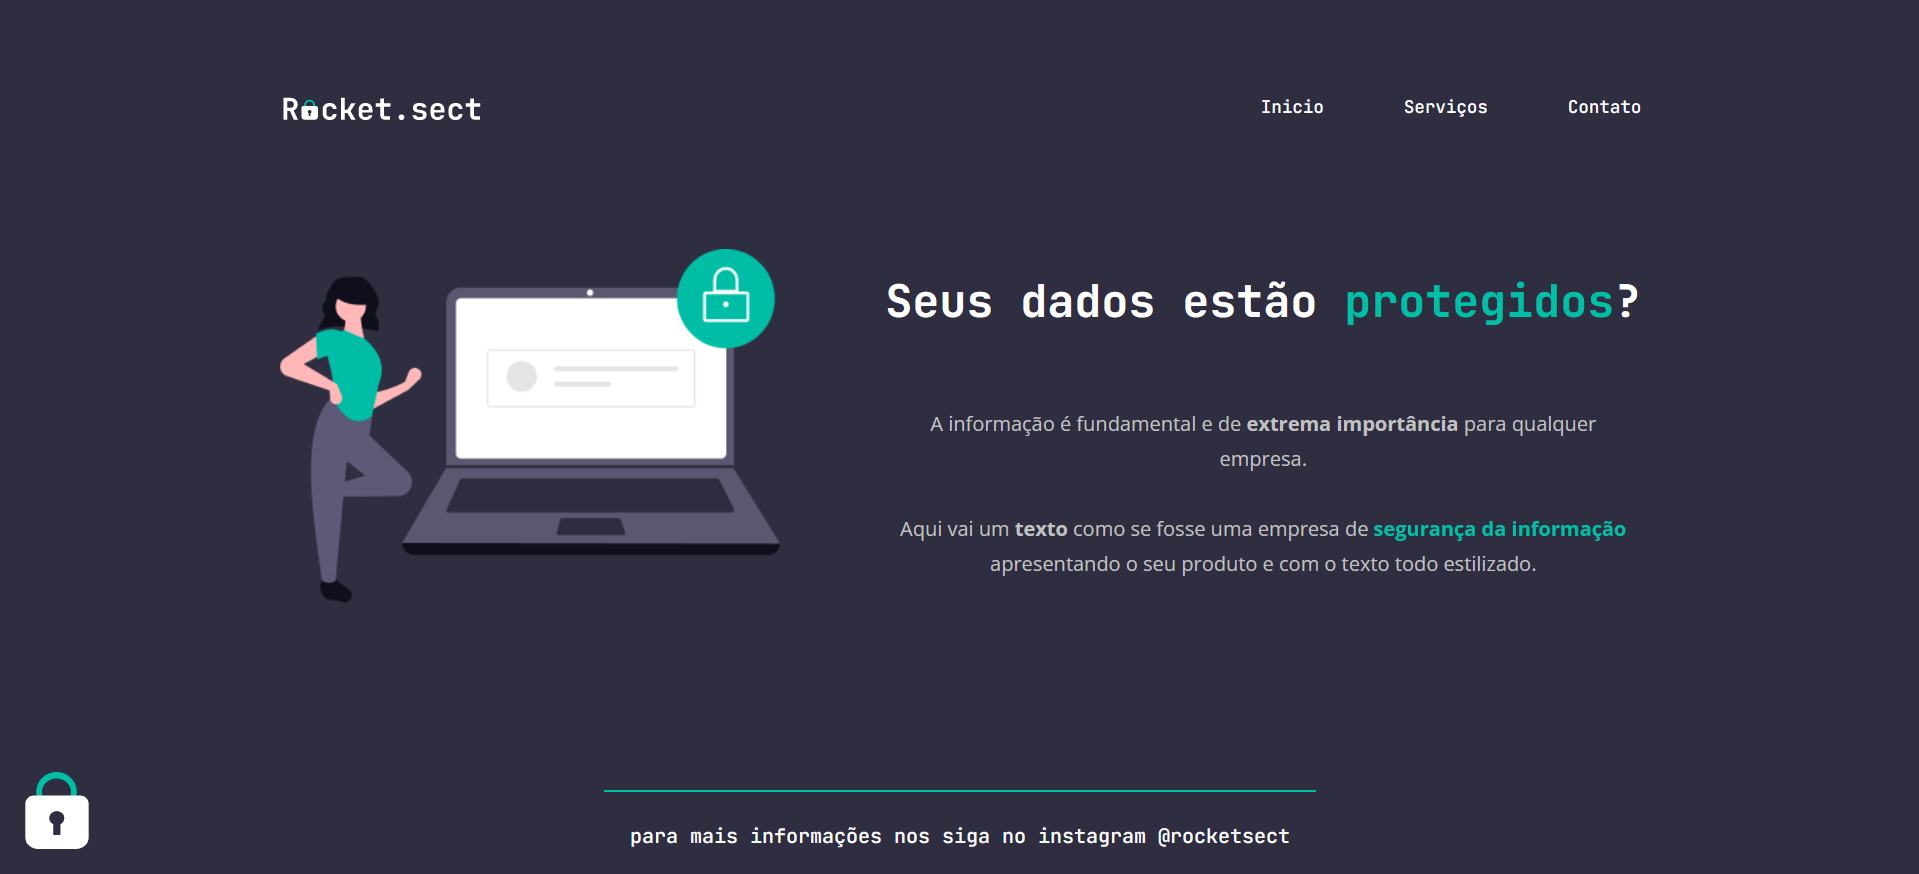 Rocket.sect
Inicio Serviços Contato
Seus dados estão protegidos?
A informação é fundamental e de extrema importância para qualquer
empresa.
Aqui vai um texto como se fosse uma empresa de segurança da informação
apresentando o seu produto e com o texto todo estilizado.
para mais informações nos siga no instagram @rocketsect